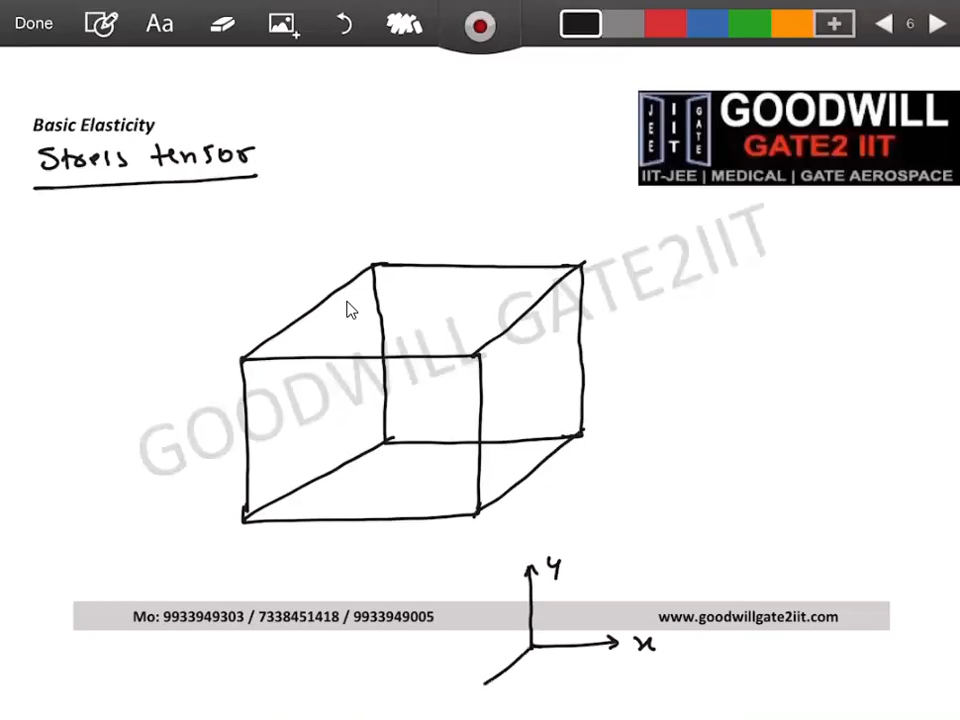 Done
Aa
6
Basic Elasticity
Stress tensor
JEE
IIT
GATE
GOODWILL
GATE2 IIT
IIT-JEE | MEDICAL | GATE AEROSPACE
GOODWILL GATE2IIT
y
Mo: 9933949303 / 7338451418 / 9933949005
www.goodwillgate2iit.com
x